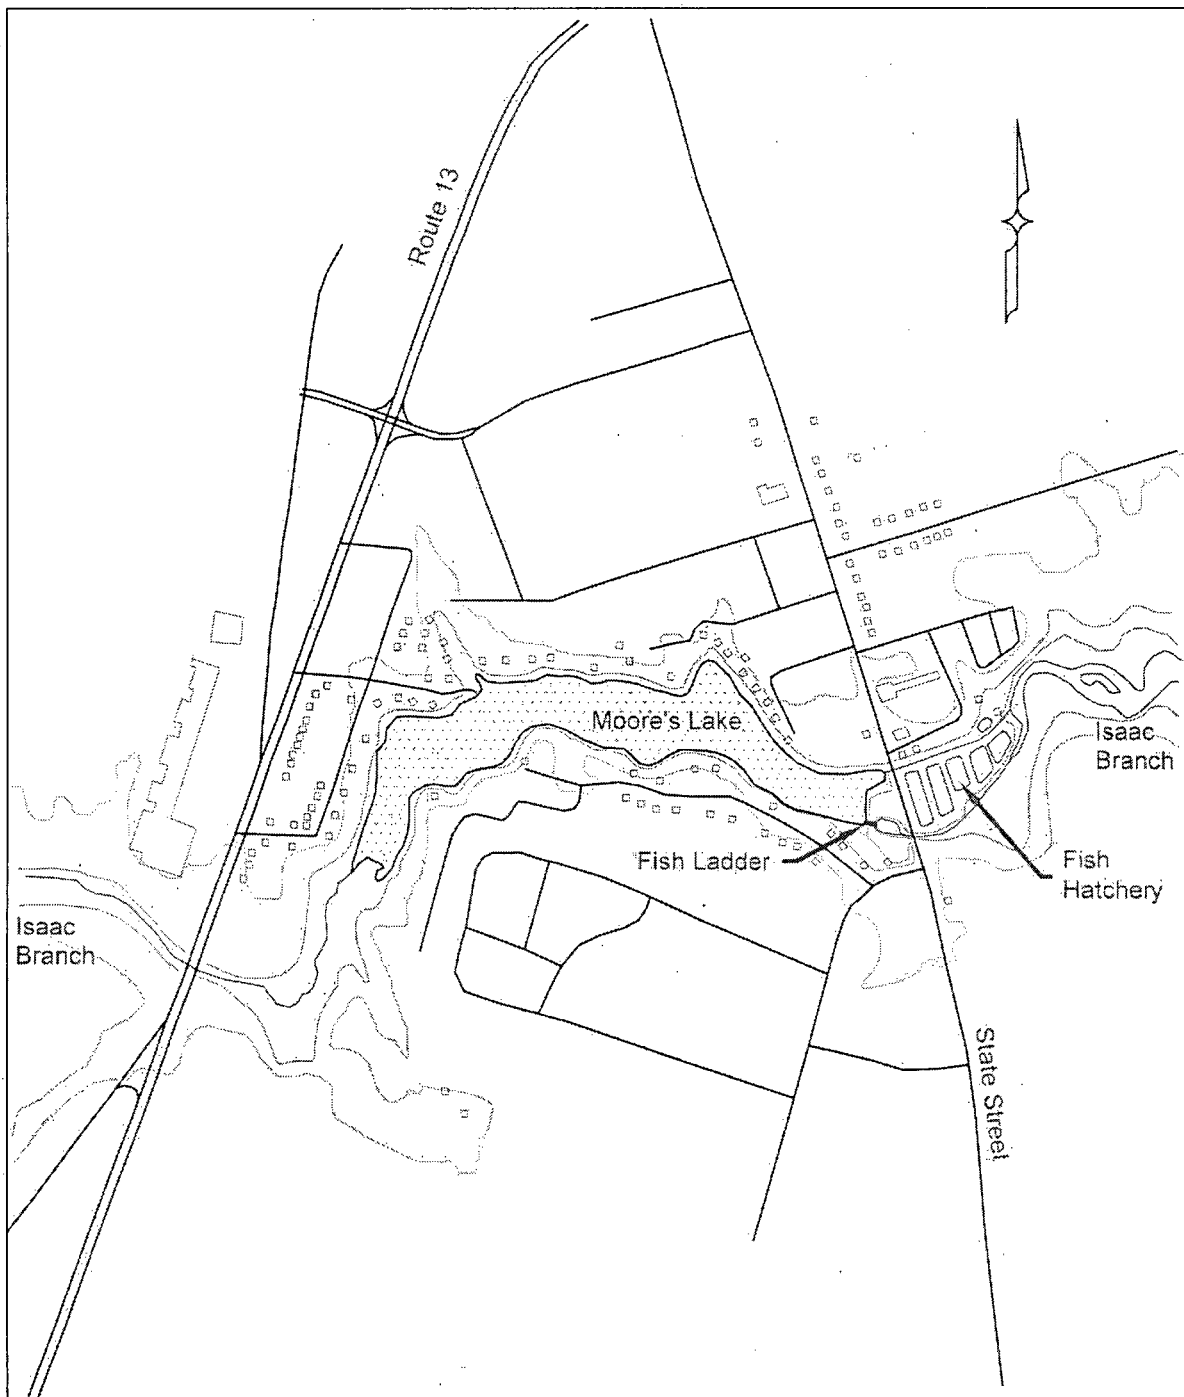 Route 13
Moore's Lake
Isaac
Branch
Fish Ladder
Fish
Hatchery
Isaac
Branch
State Street